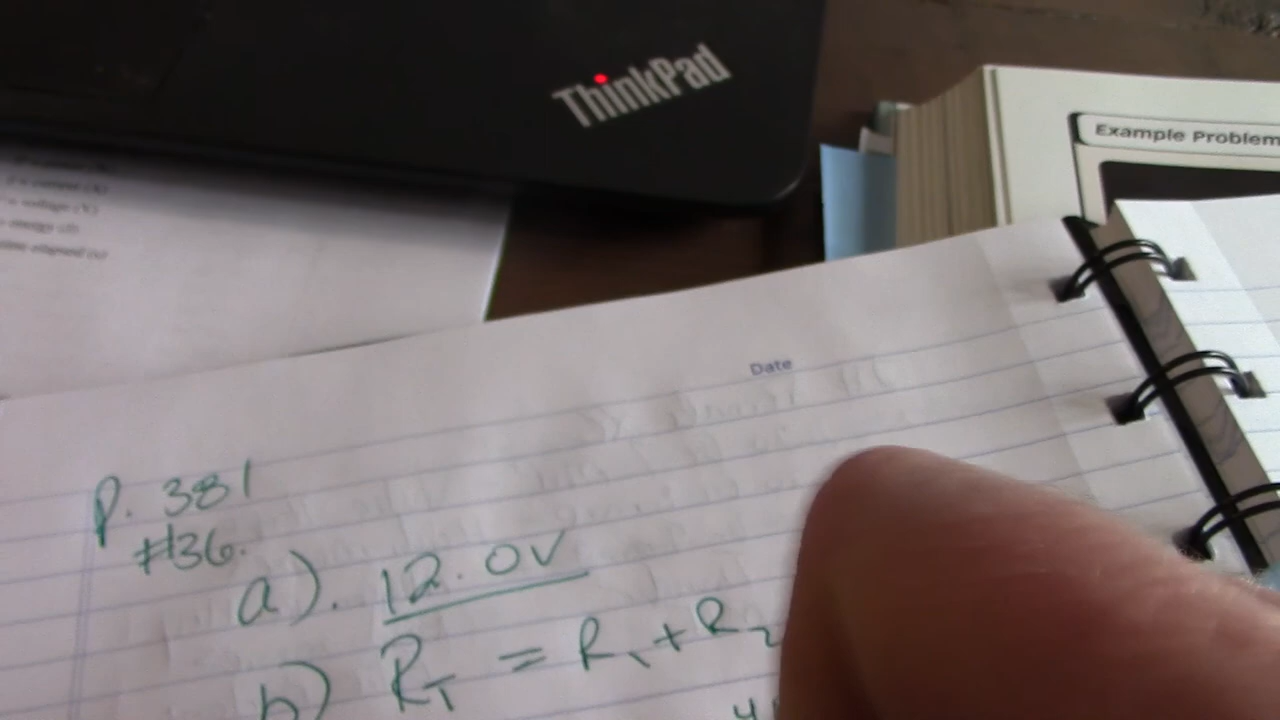 ThinkPad
Example Problem
Date
P. 381
#36.
a). 12.0V
b) RT = R1 + R2